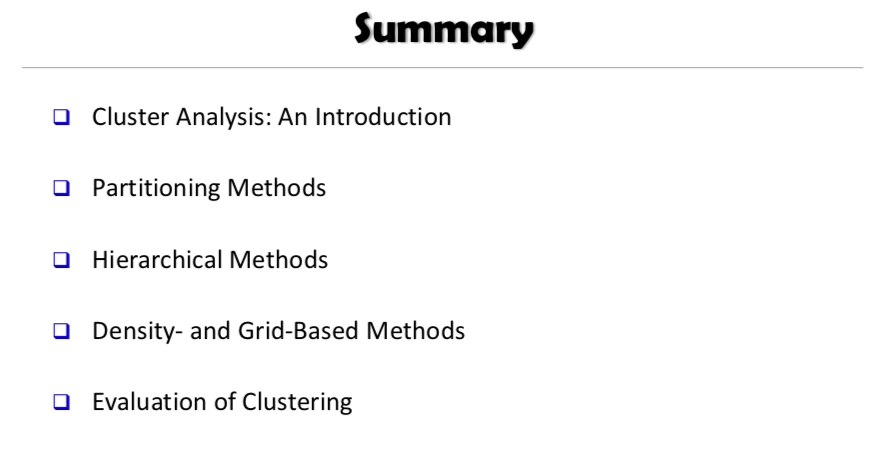 Summary
Cluster Analysis: An Introduction
Partitioning Methods
Hierarchical Methods
Density- and Grid-Based Methods
Evaluation of Clustering